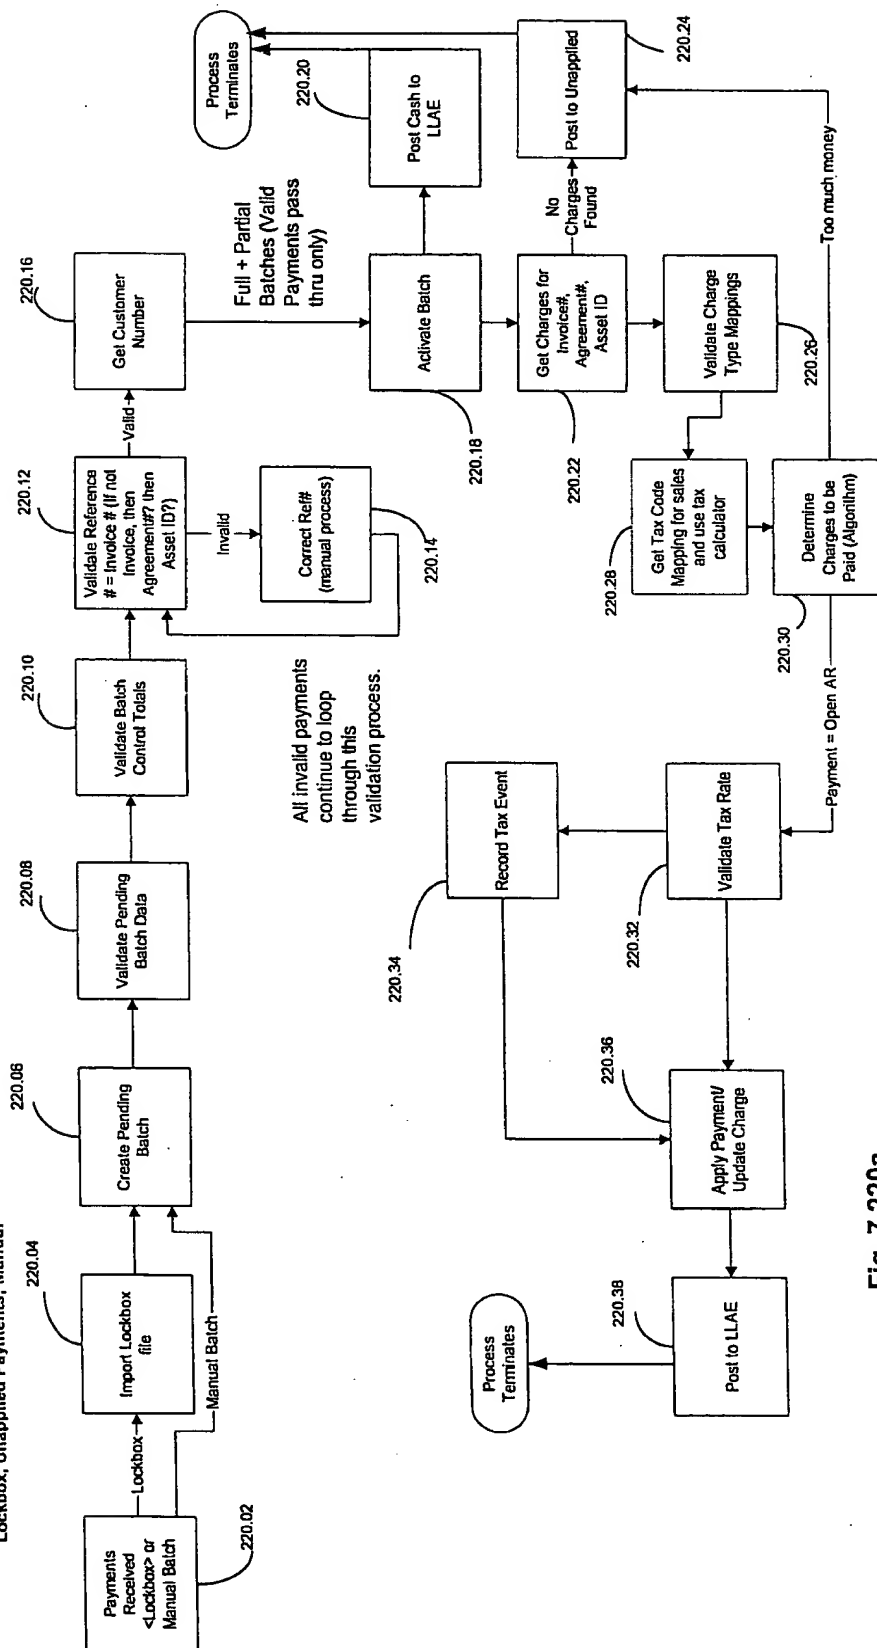 Lockbox, Unapplied Payments, Manual
Payments
Received
<Lockbox> or
Manual Batch
220.02
Lockbox
Manual Batch
Import Lockbox
file
220.04
Create Pending
Batch
220.06
Validate Pending
Batch Data
220.08
Validate Batch
Control Totals
220.10
Validate Reference
# = Invoice # (If not
Invoice, then
Agreement#? then
Asset ID?)
220.12
Valid
Invalid
Correct Ref#
(manual process)
220.14
All invalid payments
continue to loop
through this
validation process.
Get Customer
Number
220.16
Full + Partial
Batches (Valid
Payments pass
thru only)
Activate Batch
220.18
Post Cash to
LLAE
220.20
Process
Terminates
Get Charges for
Invoice#,
Agreement#,
Asset ID
220.22
No
Charges
Found
Post to Unapplied
220.24
Validate Charge
Type Mappings
220.26
Get Tax Code
Mapping for sales
and use tax
calculator
220.28
Determine
Charges to be
Paid (Algorithm)
220.30
Too much money
Payment = Open AR
Validate Tax Rate
220.32
Record Tax Event
220.34
Apply Payment/
Update Charge
220.36
Post to LLAE
220.38
Process
Terminates
Fig. 7.220a